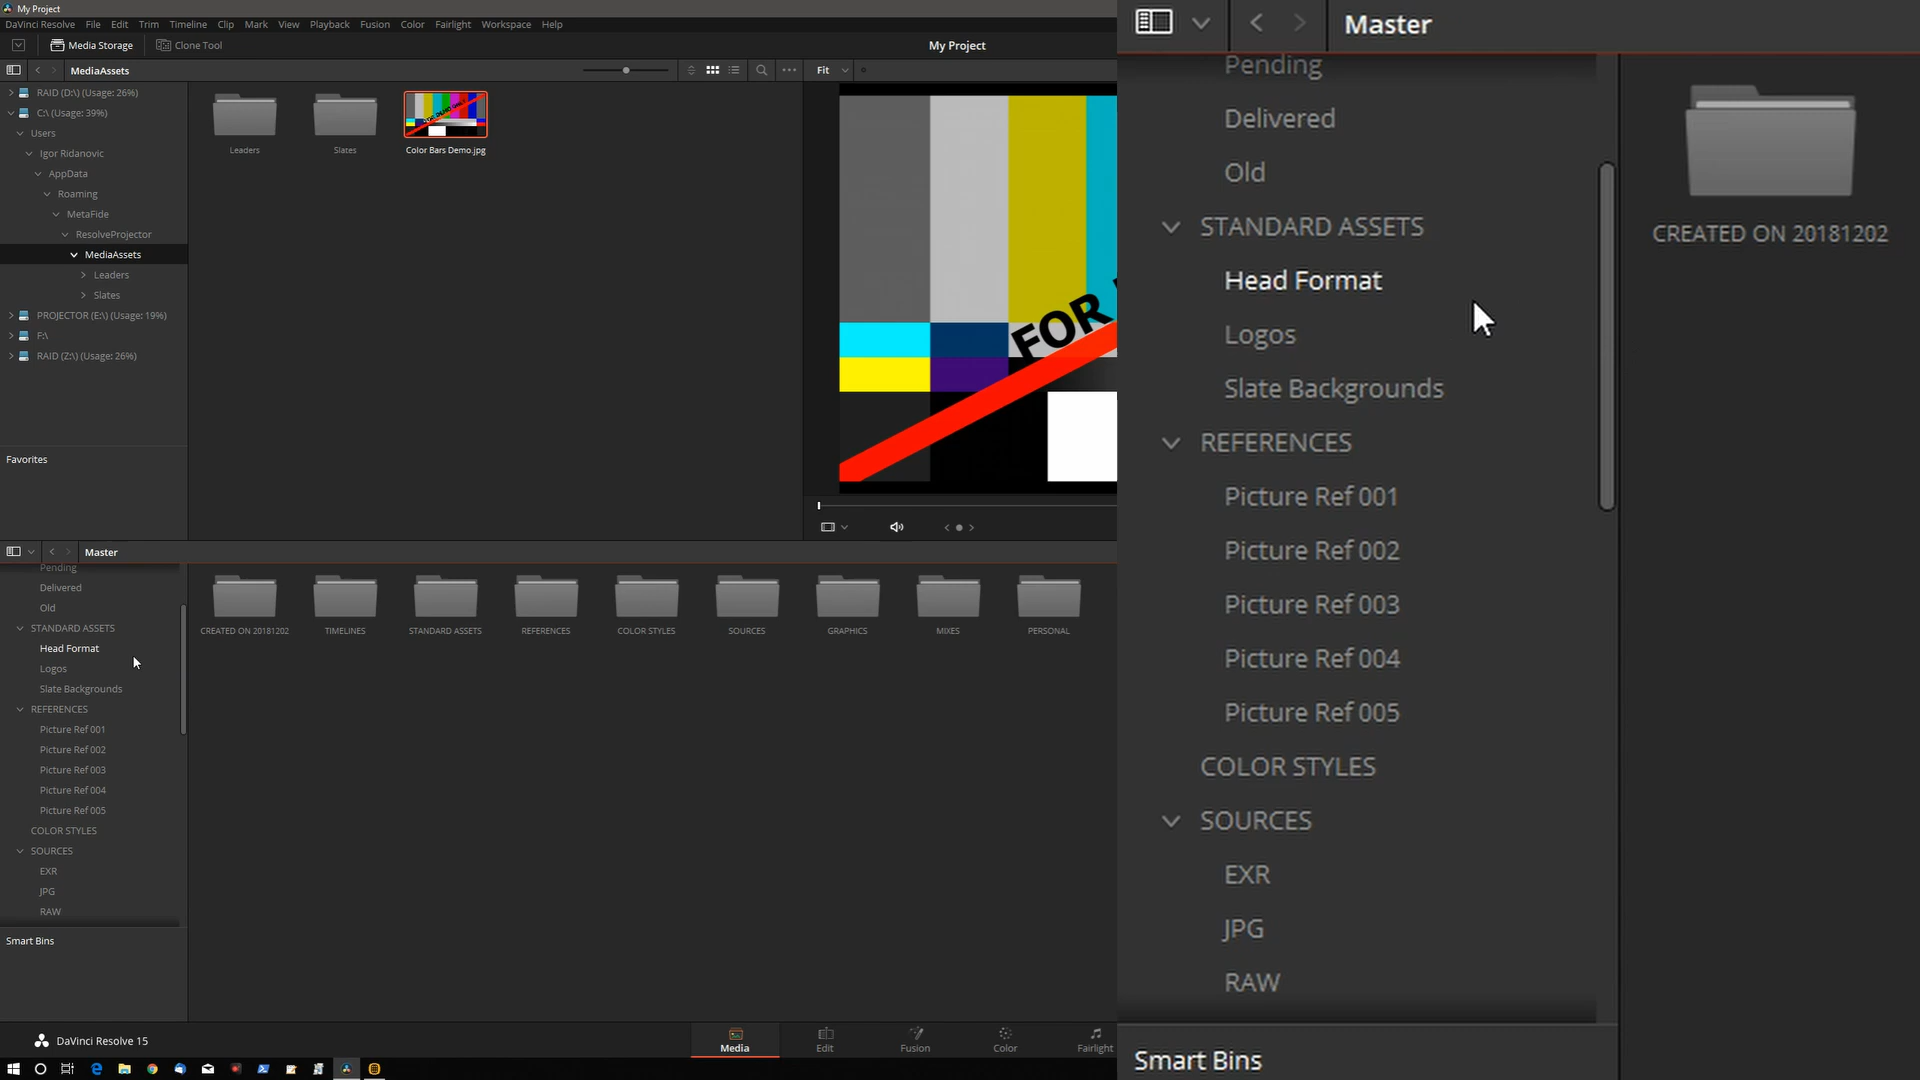 My Project
DaVinci Resolve File Edit Trim Timeline Clip Mark View Playback Fusion Color Fairlight Workspace Help
Media Storage Clone Tool My Project
MediaAssets Fit
RAID (D:\) (Usage: 26%)
C:\ (Usage: 39%)
Users
Igor Ridanovic
AppData
Roaming
MetaFide
ResolveProjector
MediaAssets
Leaders
Slates
PROJECTOR (E:\) (Usage: 19%)
F:\
RAID (Z:\) (Usage: 26%)
Favorites
Leaders Slates Color Bars Demo.jpg
FOR
Master
Pending
Delivered
Old
STANDARD ASSETS
Head Format
Logos
Slate Backgrounds
REFERENCES
Picture Ref 001
Picture Ref 002
Picture Ref 003
Picture Ref 004
Picture Ref 005
COLOR STYLES
SOURCES
EXR
JPG
RAW
Smart Bins
CREATED ON 20181202 TIMELINES STANDARD ASSETS REFERENCES COLOR STYLES SOURCES GRAPHICS MIXES PERSONAL
DaVinci Resolve 15
Media Edit Fusion Color Fairlight
Master
Pending
Delivered
Old
STANDARD ASSETS
Head Format
Logos
Slate Backgrounds
REFERENCES
Picture Ref 001
Picture Ref 002
Picture Ref 003
Picture Ref 004
Picture Ref 005
COLOR STYLES
SOURCES
EXR
JPG
RAW
Smart Bins
CREATED ON 20181202